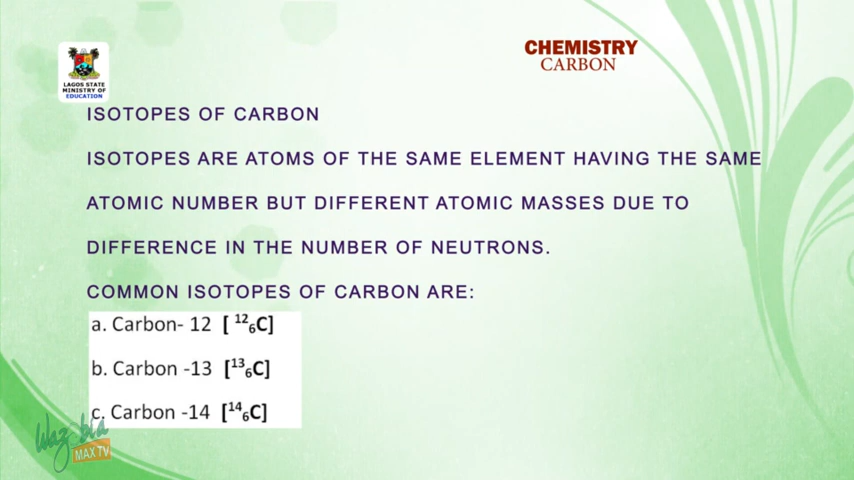 LAGOS STATE
MINISTRY OF
EDUCATION
CHEMISTRY
CARBON
ISOTOPES OF CARBON
ISOTOPES ARE ATOMS OF THE SAME ELEMENT HAVING THE SAME
ATOMIC NUMBER BUT DIFFERENT ATOMIC MASSES DUE TO
DIFFERENCE IN THE NUMBER OF NEUTRONS.
COMMON ISOTOPES OF CARBON ARE:
a. Carbon- 12 [ ¹²₆C]
b. Carbon -13 [¹³₆C]
c. Carbon -14 [¹⁴₆C]
Wazobia
MAX TV